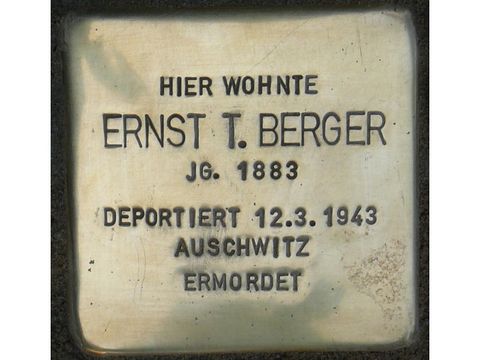 HIER WOHNTE
ERNST T. BERGER
JG. 1883
DEPORTIERT 12.3.1943
AUSCHWITZ
ERMORDET